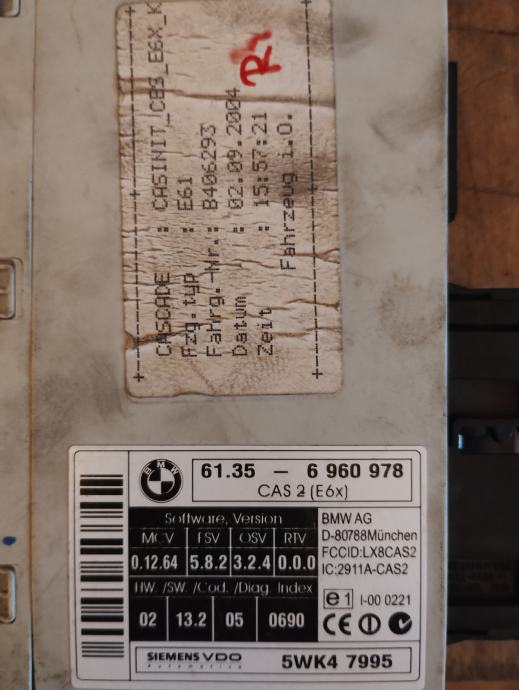 CASCADE : CASINIT_CB3_E6X_K
Fzg.typ : E61
Fahrg.-Nr.: B406293
Datum : 02.09.2004
Zeit : 15:57:21
Fahrzeug i.O.
BMW
61.35 – 6 960 978
CAS 2 (E6x)
Software, Version
MCV FSV OSV RTV
0.12.64 5.8.2 3.2.4 0.0.0
HW. /SW. /Cod. /Diag. Index
02 13.2 05 0690
BMW AG
D-80788München
FCCID:LX8CAS2
IC:2911A-CAS2
e1 I-00 0221
CE
SIEMENS VDO
Automotive
5WK4 7995